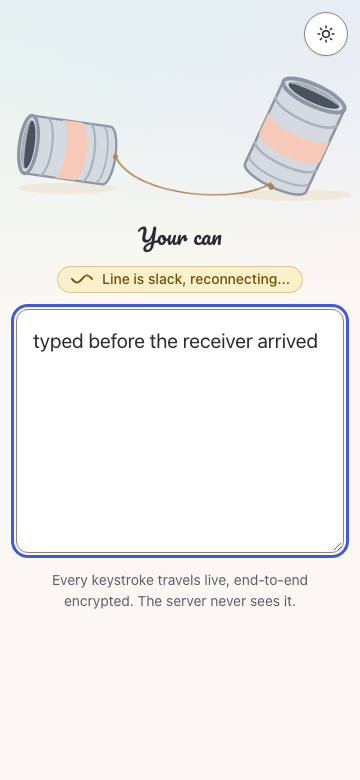 Your can
Line is slack, reconnecting...
typed before the receiver arrived
Every keystroke travels live, end-to-end
encrypted. The server never sees it.